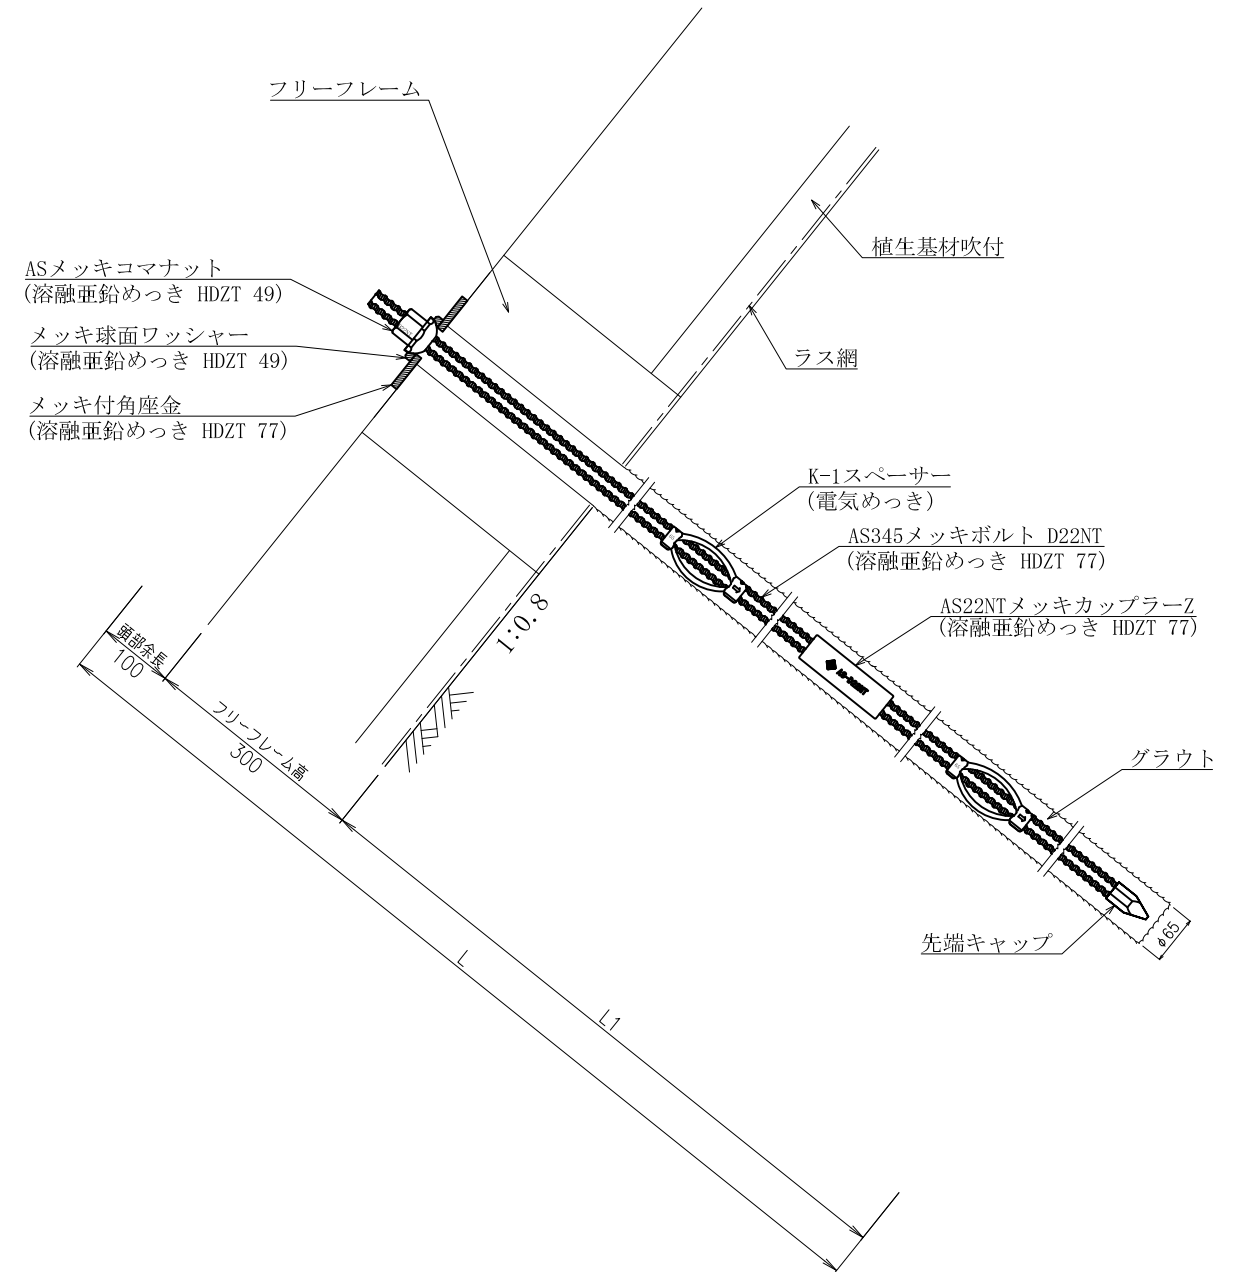 フリーフレーム
植生基材吹付
ASメッキコマナット
(溶融亜鉛めっき HDZT 49)
メッキ球面ワッシャー
(溶融亜鉛めっき HDZT 49)
ラス網
メッキ付角座金
(溶融亜鉛めっき HDZT 77)
K-1スペーサー
(電気めっき)
AS345メッキボルト D22NT
(溶融亜鉛めっき HDZT 77)
AS22NTメッキカップラーZ
(溶融亜鉛めっき HDZT 77)
1:0.8
頭部余長
100
フリーフレーム高
300
AS-D22NT
グラウト
先端キャップ
φ65
L
L1